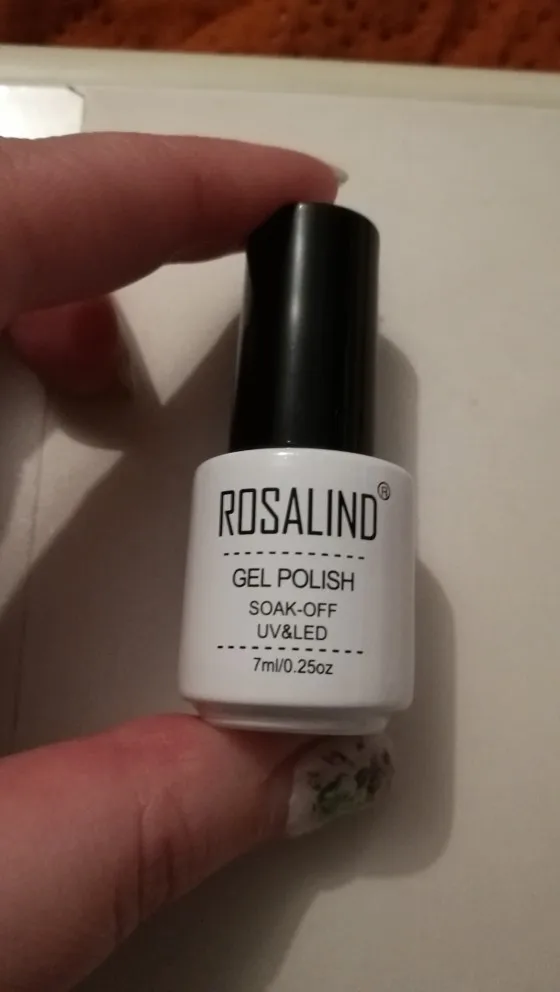 ROSALIND®
GEL POLISH
SOAK-OFF
UV&LED
7ml/0.25oz